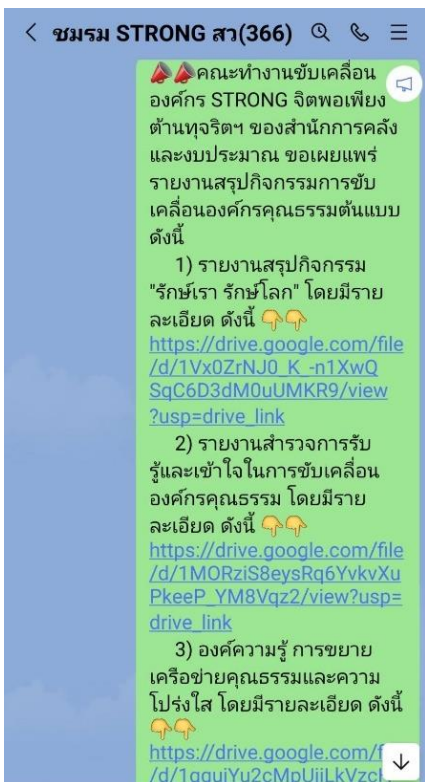 ชมรม STRONG สว(366)
📣📣คณะทำงานขับเคลื่อน
องค์กร STRONG จิตพอเพียง
ต้านทุจริตฯ ของสำนักการคลัง
และงบประมาณ ขอเผยแพร่
รายงานสรุปกิจกรรมการขับ
เคลื่อนองค์กรคุณธรรมต้นแบบ
ดังนี้
1) รายงานสรุปกิจกรรม
"รักษ์เรา รักษ์โลก" โดยมีราย
ละเอียด ดังนี้ 👇👇
https://drive.google.com/file
/d/1Vx0ZrNJ0_K_-n1XwQ
SqC6D3dM0uUMKR9/view
?usp=drive_link
2) รายงานสำรวจการรับ
รู้และเข้าใจในการขับเคลื่อน
องค์กรคุณธรรม โดยมีราย
ละเอียด ดังนี้ 👇👇
https://drive.google.com/file
/d/1MORziS8eysRq6YvkvXu
PkeeP_YM8Vqz2/view?usp=
drive_link
3) องค์ความรู้ การขยาย
เครือข่ายคุณธรรมและความ
โปร่งใส โดยมีรายละเอียด ดังนี้
👇👇
https://drive.google.com/f